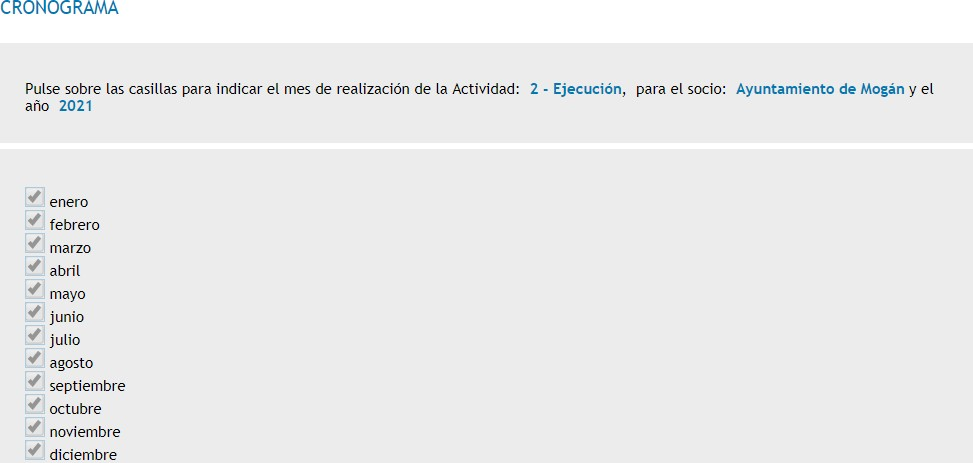 CRONOGRAMA
Pulse sobre las casillas para indicar el mes de realización de la Actividad: 2 - Ejecución, para el socio: Ayuntamiento de Mogán y el
año 2021
enero
febrero
marzo
abril
mayo
junio
julio
agosto
septiembre
octubre
noviembre
diciembre